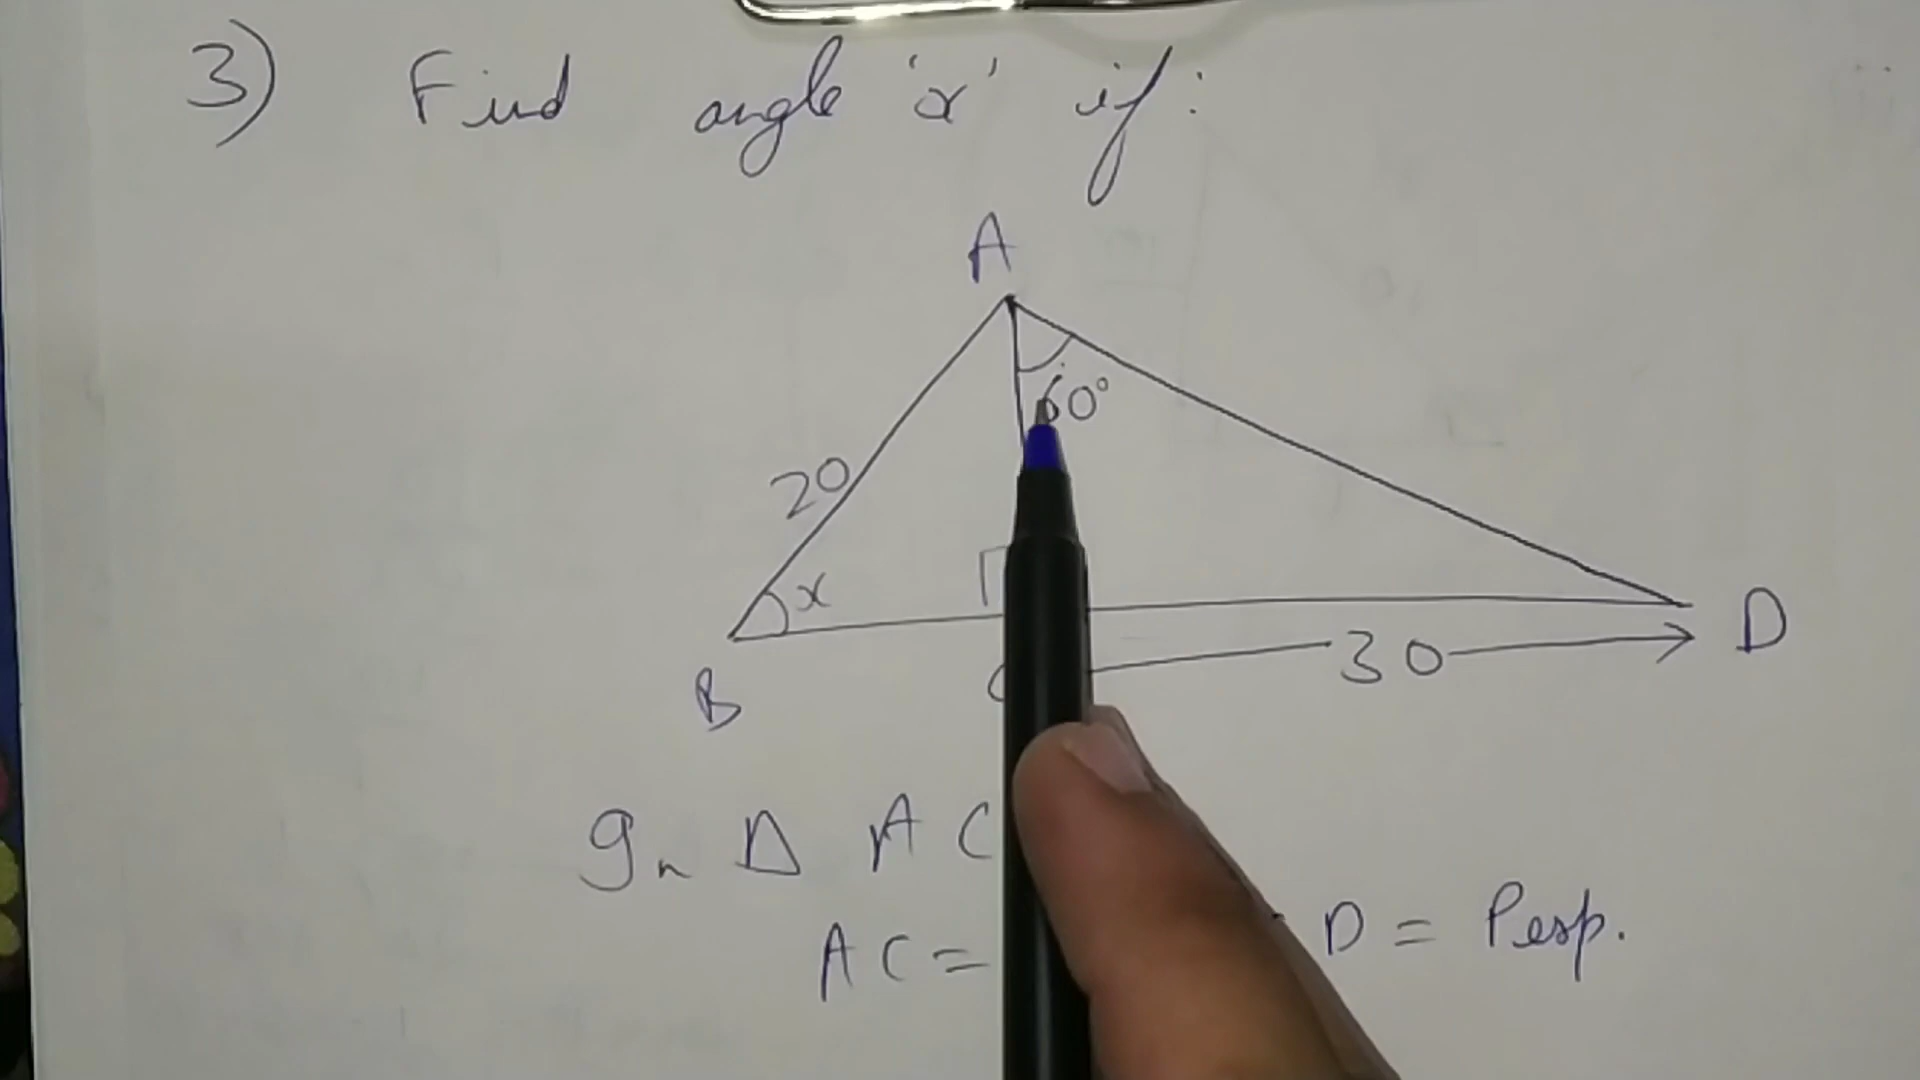 3) Find angle 'x' if:
A
60°
20
x
30
D
B
In Δ AC
AC =
D = Perp.